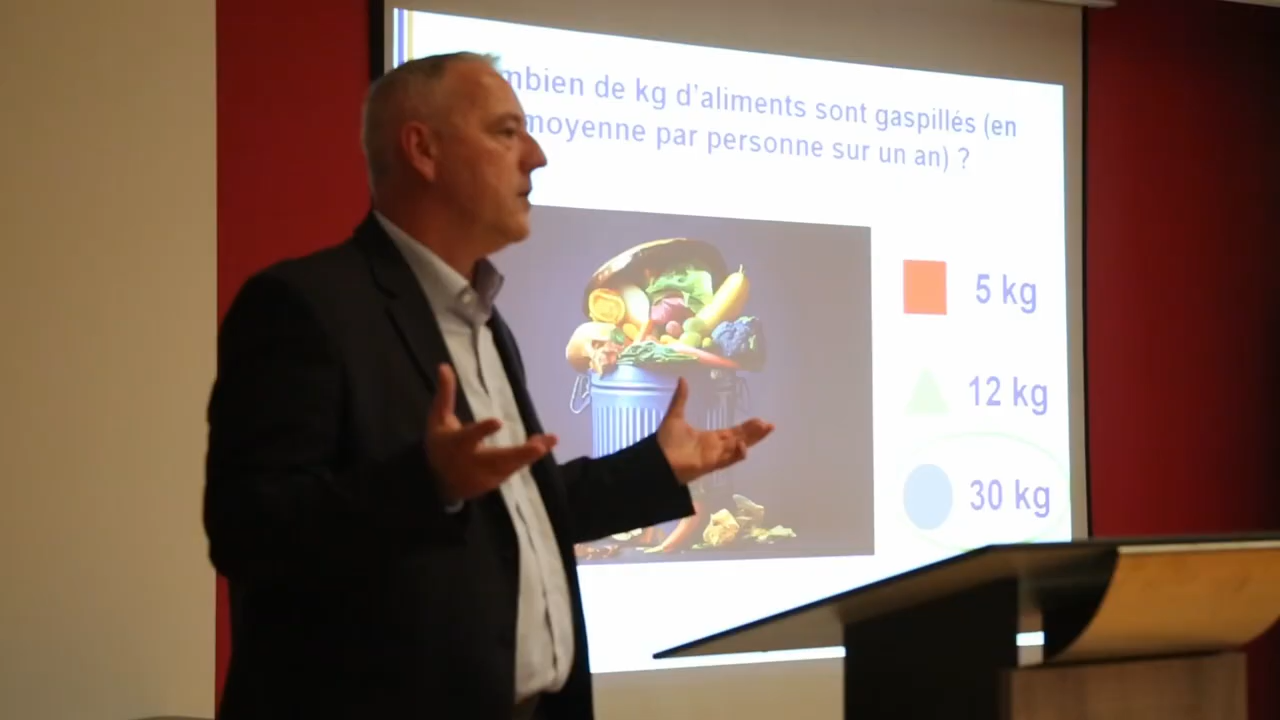 mbien de kg d'aliments sont gaspillés (en
moyenne par personne sur un an) ?
5 kg
12 kg
30 kg